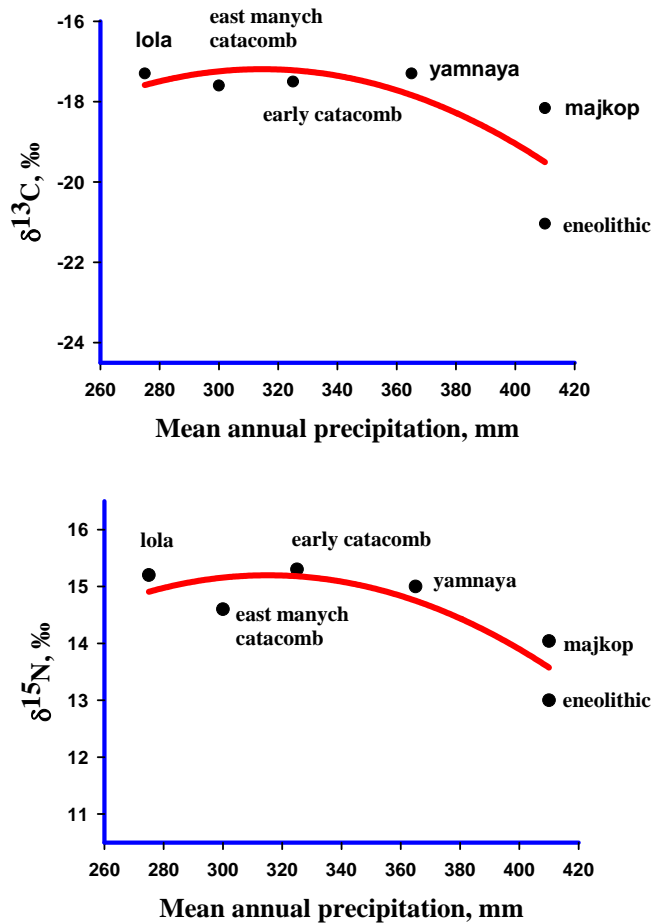 -16
-18
-20
-22
-24
δ13C, ‰
lola
east manych
catacomb
early catacomb
yamnaya
majkop
eneolithic
260 280 300 320 340 360 380 400 420
Mean annual precipitation, mm
16
15
14
13
12
11
δ15N, ‰
lola
early catacomb
east manych
catacomb
yamnaya
majkop
eneolithic
260 280 300 320 340 360 380 400 420
Mean annual precipitation, mm